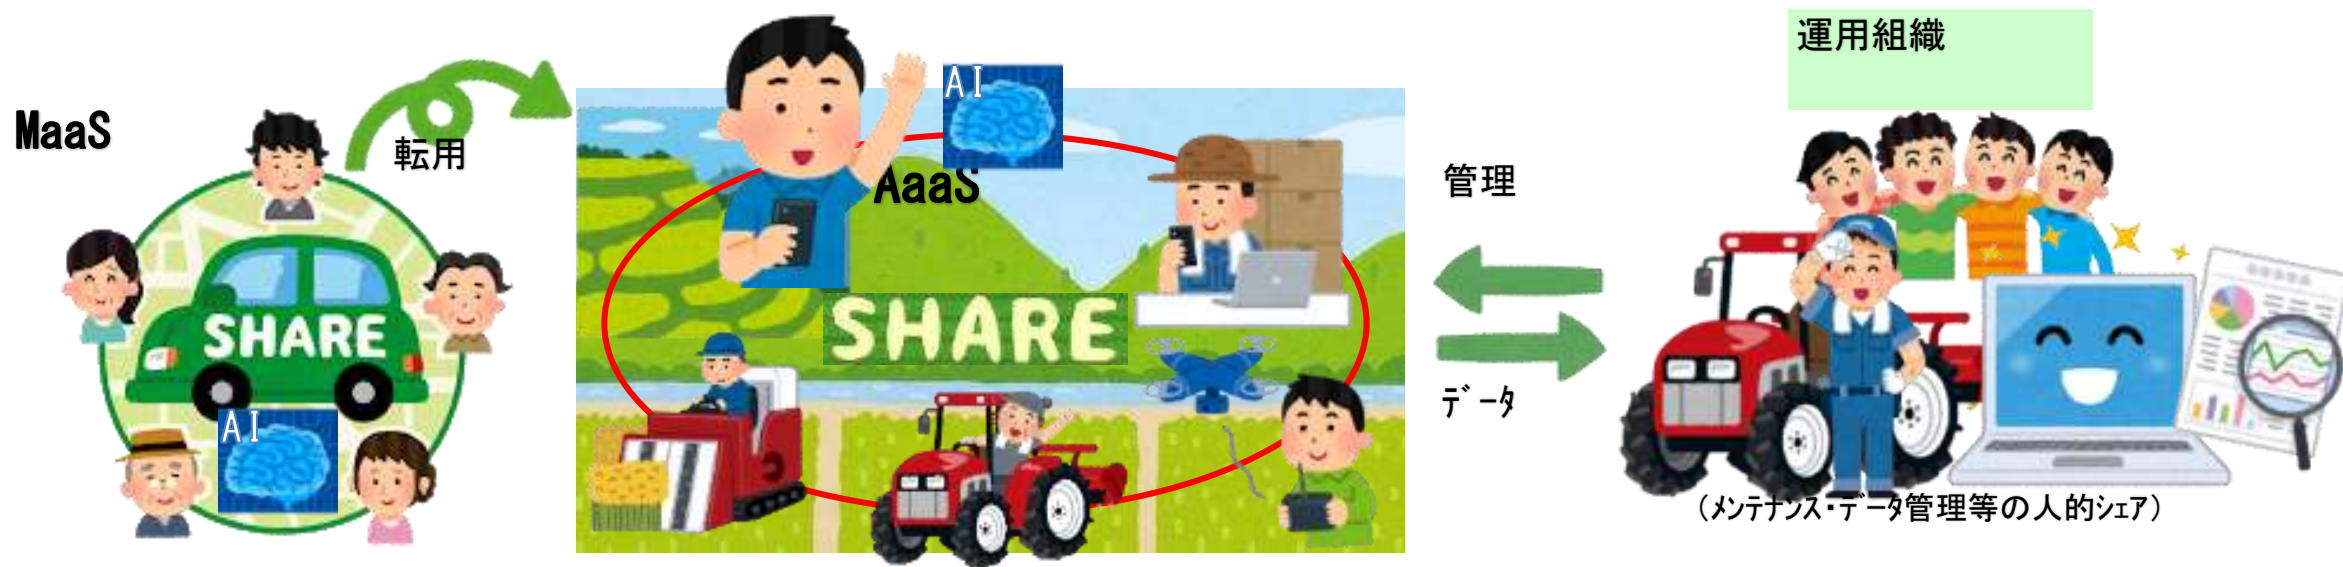 MaaS
転用
SHARE
AI
AI
AaaS
SHARE
管理
データ
運用組織
(メンテナンス・データ管理等の人的シェア)